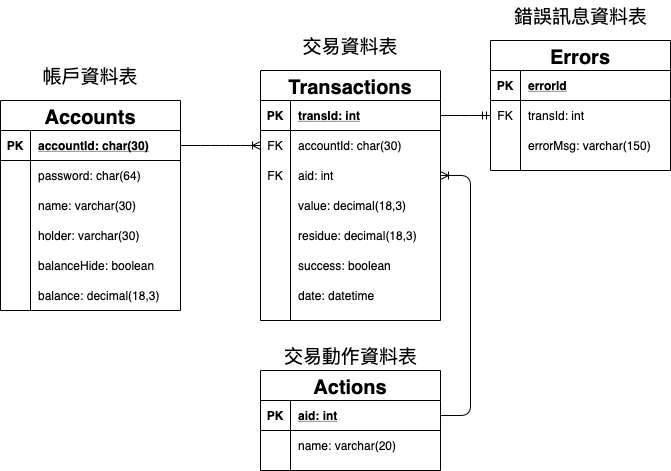 帳戶資料表
Accounts
PK accountId: char(30)
password: char(64)
name: varchar(30)
holder: varchar(30)
balanceHide: boolean
balance: decimal(18,3)
交易資料表
Transactions
PK transId: int
FK accountId: char(30)
FK aid: int
value: decimal(18,3)
residue: decimal(18,3)
success: boolean
date: datetime
錯誤訊息資料表
Errors
PK errorId
FK transId: int
errorMsg: varchar(150)
交易動作資料表
Actions
PK aid: int
name: varchar(20)